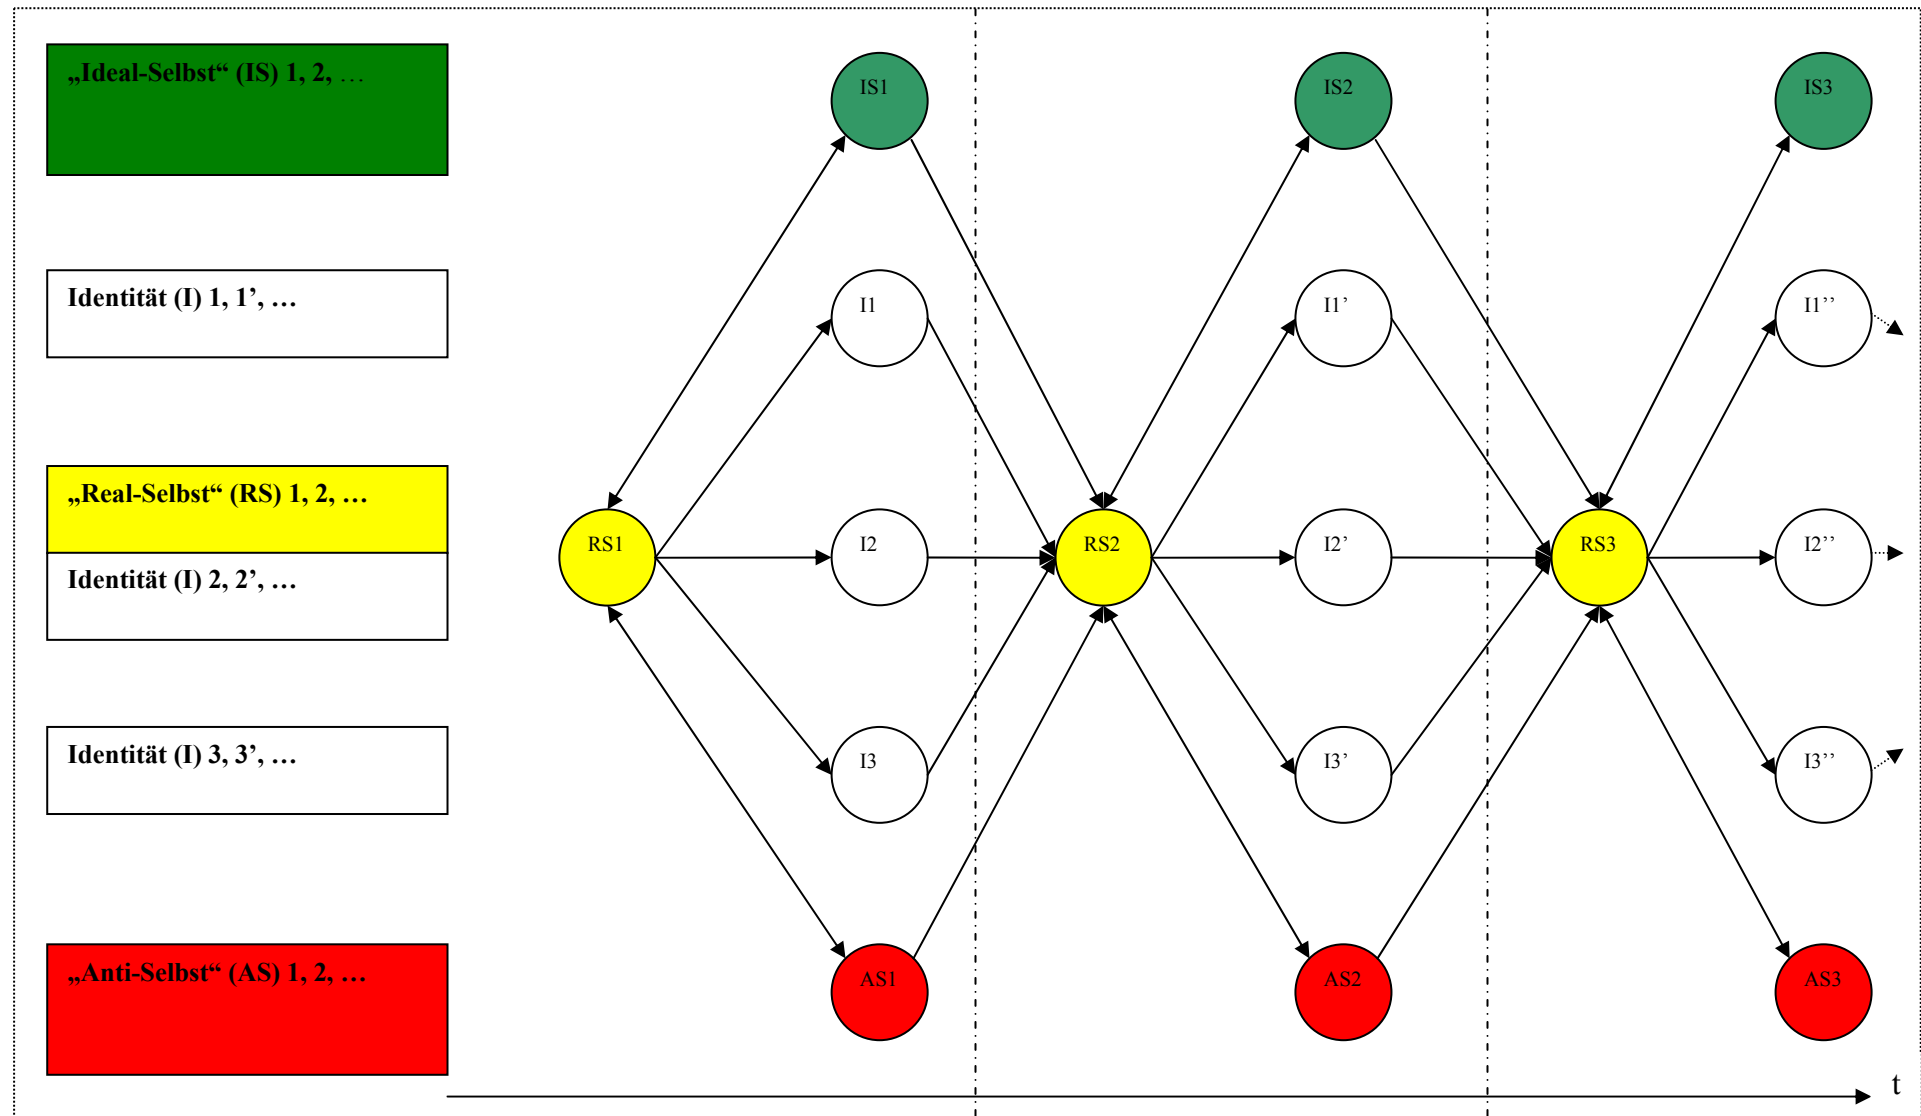 „Ideal-Selbst“ (IS) 1, 2, …
IS1
IS2
IS3
Identität (I) 1, 1’, …
I1
I1’
I1’’
„Real-Selbst“ (RS) 1, 2, …
RS1
I2
RS2
I2’
RS3
I2’’
Identität (I) 2, 2’, …
Identität (I) 3, 3’, …
I3
I3’
I3’’
„Anti-Selbst“ (AS) 1, 2, …
AS1
AS2
AS3
t